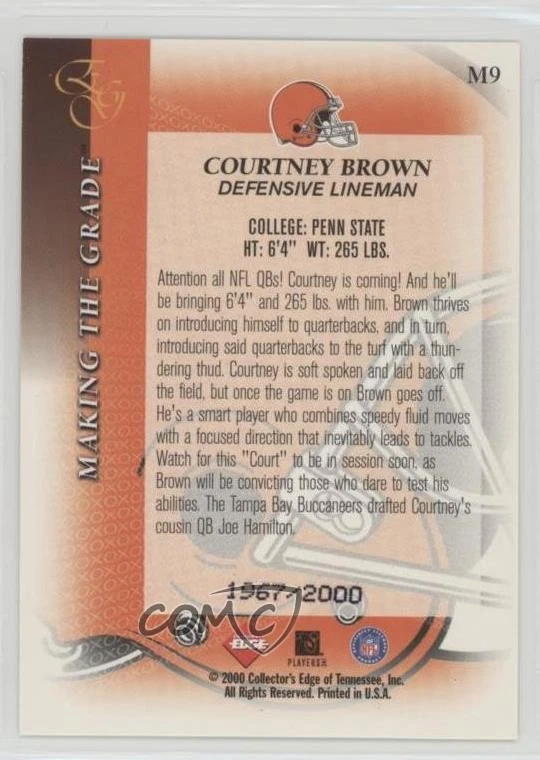 M9
MAKING THE GRADE™
COURTNEY BROWN
DEFENSIVE LINEMAN
COLLEGE: PENN STATE
HT: 6'4" WT: 265 LBS.
Attention all NFL QBs! Courtney is coming! And he'll
be bringing 6'4" and 265 lbs. with him. Brown thrives
on introducing himself to quarterbacks, and in turn,
introducing said quarterbacks to the turf with a thun-
dering thud. Courtney is soft spoken and laid back off
the field, but once the game is on Brown goes off.
He's a smart player who combines speedy fluid moves
with a focused direction that inevitably leads to tackles.
Watch for this "Court" to be in session soon, as
Brown will be convicting those who dare to test his
abilities. The Tampa Bay Buccaneers drafted Courtney's
cousin QB Joe Hamilton.
1967/2000
COMC
EDGE
PLAYERS INC
NFL
© 2000 Collector's Edge of Tennessee, Inc.
All Rights Reserved. Printed in U.S.A.